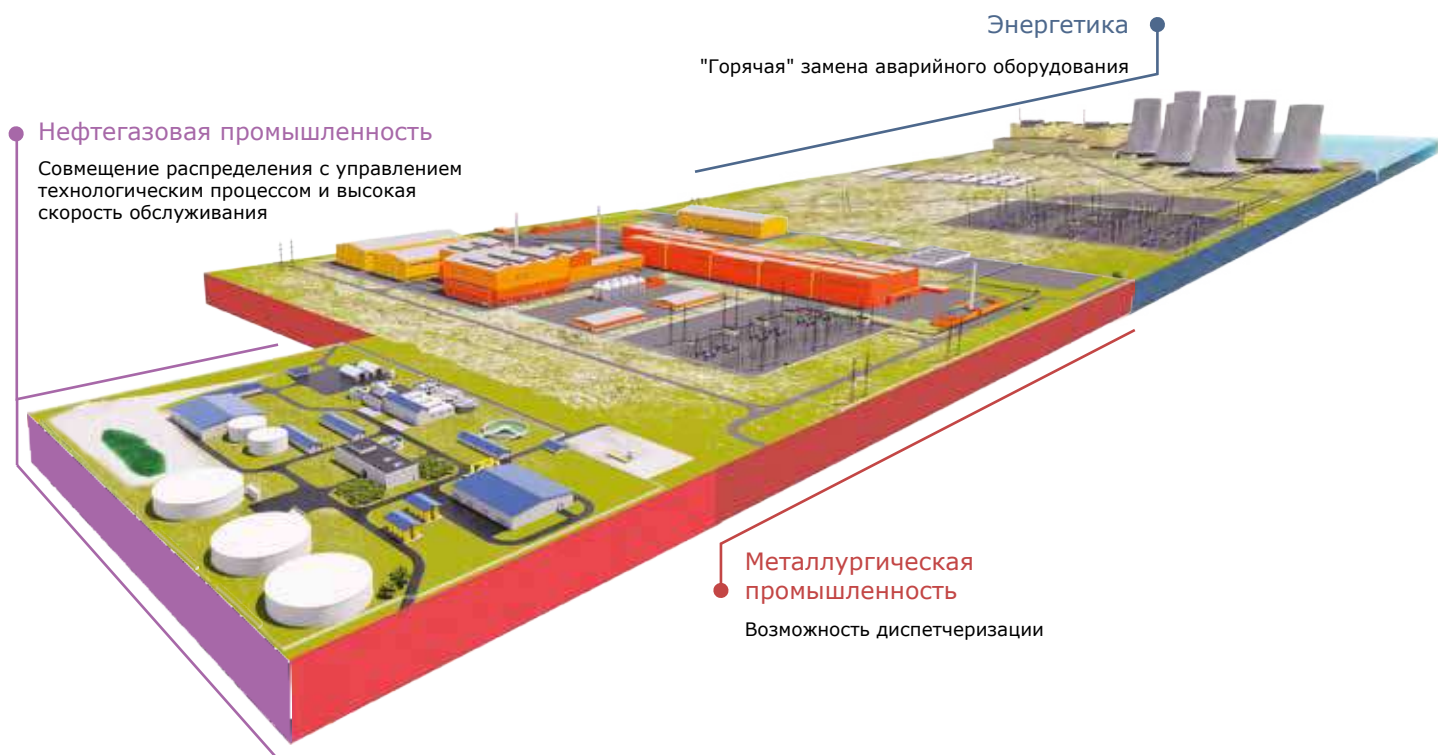 Энергетика
"Горячая" замена аварийного оборудования
Нефтегазовая промышленность
Совмещение распределения с управлением
технологическим процессом и высокая
скорость обслуживания
Металлургическая
промышленность
Возможность диспетчеризации